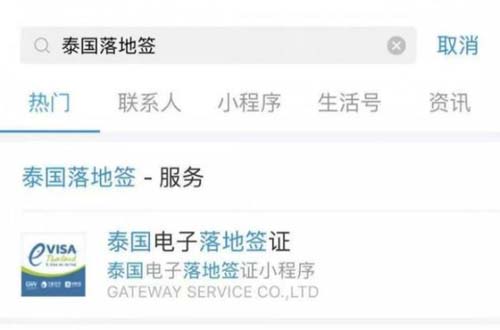 泰国落地签
取消
热门 联系人 小程序 生活号 资讯
泰国落地签 - 服务
eVISA
Thailand
泰国电子落地签证
泰国电子落地签证小程序
GATEWAY SERVICE CO.,LTD